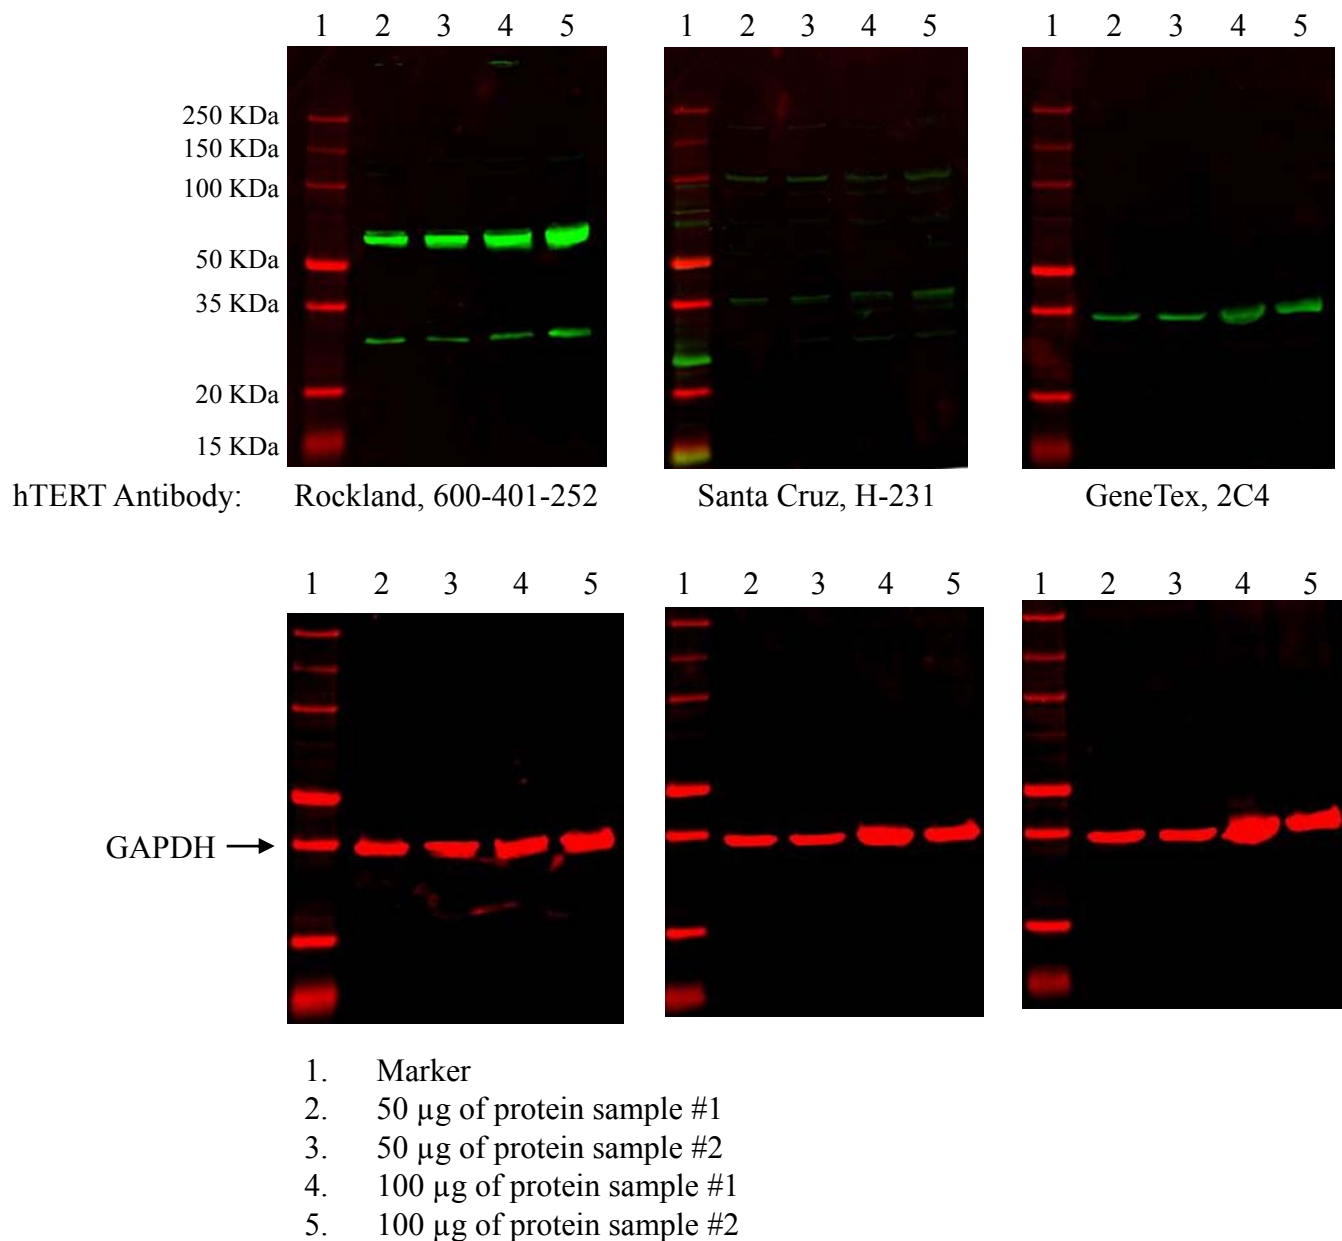 1 2 3 4 5 1 2 3 4 5 1 2 3 4 5
250 KDa
150 KDa
100 KDa
50 KDa
35 KDa
20 KDa
15 KDa
hTERT Antibody: Rockland, 600-401-252 Santa Cruz, H-231 GeneTex, 2C4
1 2 3 4 5 1 2 3 4 5 1 2 3 4 5
GAPDH
1. Marker
2. 50 µg of protein sample #1
3. 50 µg of protein sample #2
4. 100 µg of protein sample #1
5. 100 µg of protein sample #2